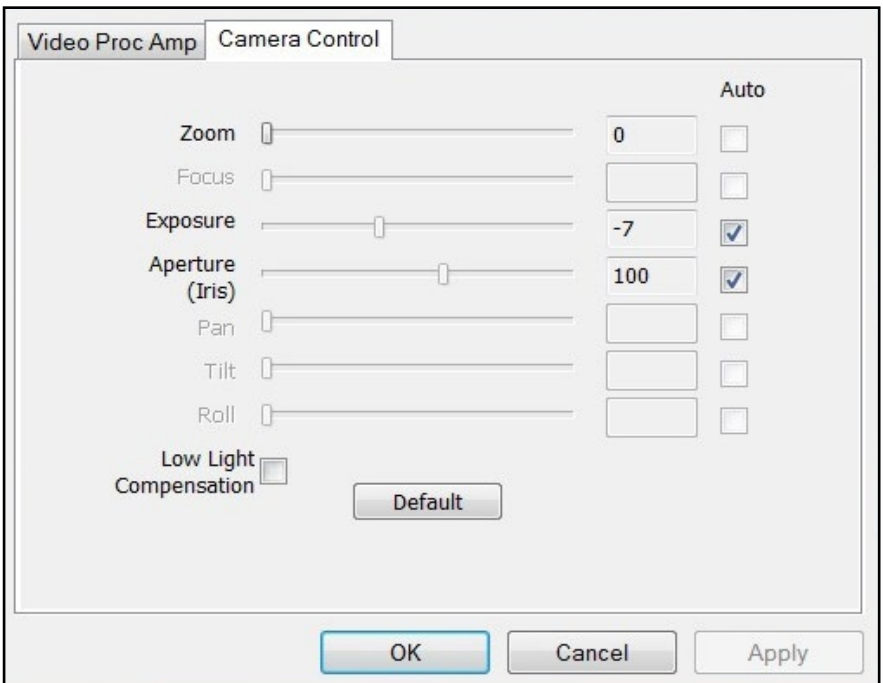 Video Proc Amp Camera Control
Auto
Zoom 0
Focus
Exposure -7
Aperture 100
(Iris)
Pan
Tilt
Roll
Low Light
Compensation
Default
OK Cancel Apply